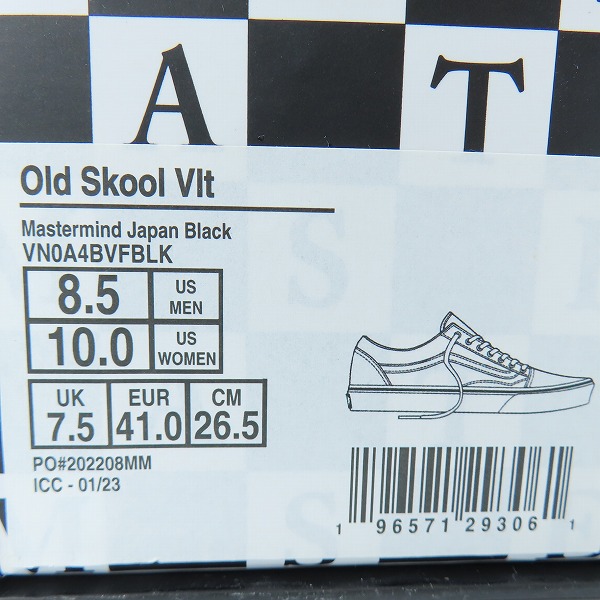 A T
Old Skool Vlt
Mastermind Japan Black
VN0A4BVFBLK
8.5 US MEN
10.0 US WOMEN
UK EUR CM
7.5 41.0 26.5
PO#202208MM
ICC - 01/23
1 96571 29306 1